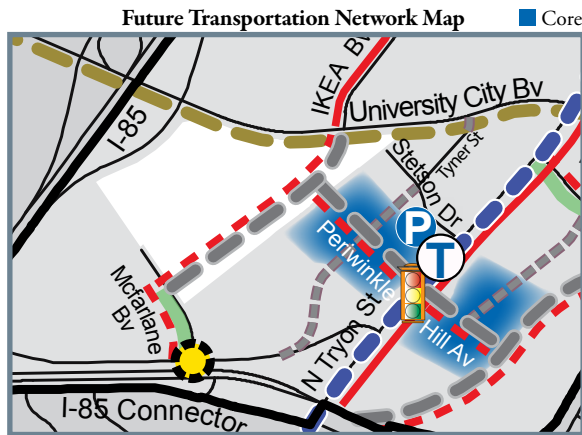 Future Transportation Network Map
Core
IKEA Bv
I-85
University City Bv
Tyner St
Stetson Dr
P
T
Periwinkle
Hill Av
Mcfarlane
Bv
N Tryon St
I-85 Connector